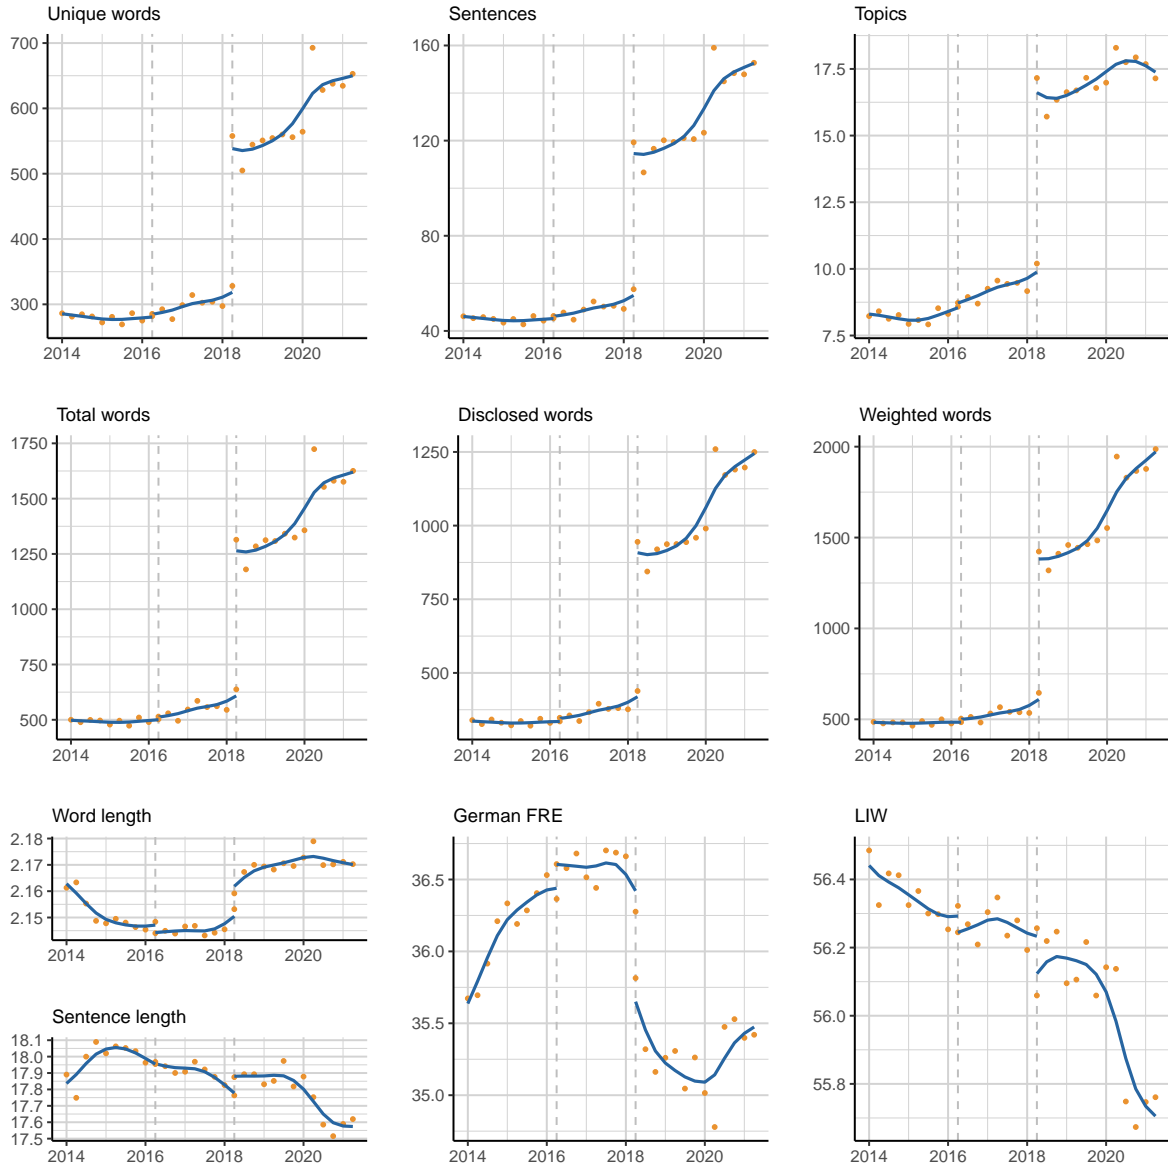 Unique words
700
600
500
400
300
2014 2016 2018 2020
Sentences
160
120
80
40
2014 2016 2018 2020
Topics
17.5
15.0
12.5
10.0
7.5
2014 2016 2018 2020
Total words
1750
1500
1250
1000
750
500
2014 2016 2018 2020
Disclosed words
1250
1000
750
500
2014 2016 2018 2020
Weighted words
2000
1500
1000
500
2014 2016 2018 2020
Word length
2.18
2.17
2.16
2.15
2014 2016 2018 2020
Sentence length
18.1
18.0
17.9
17.8
17.7
17.6
17.5
2014 2016 2018 2020
German FRE
36.5
36.0
35.5
35.0
2014 2016 2018 2020
LIW
56.4
56.2
56.0
55.8
2014 2016 2018 2020